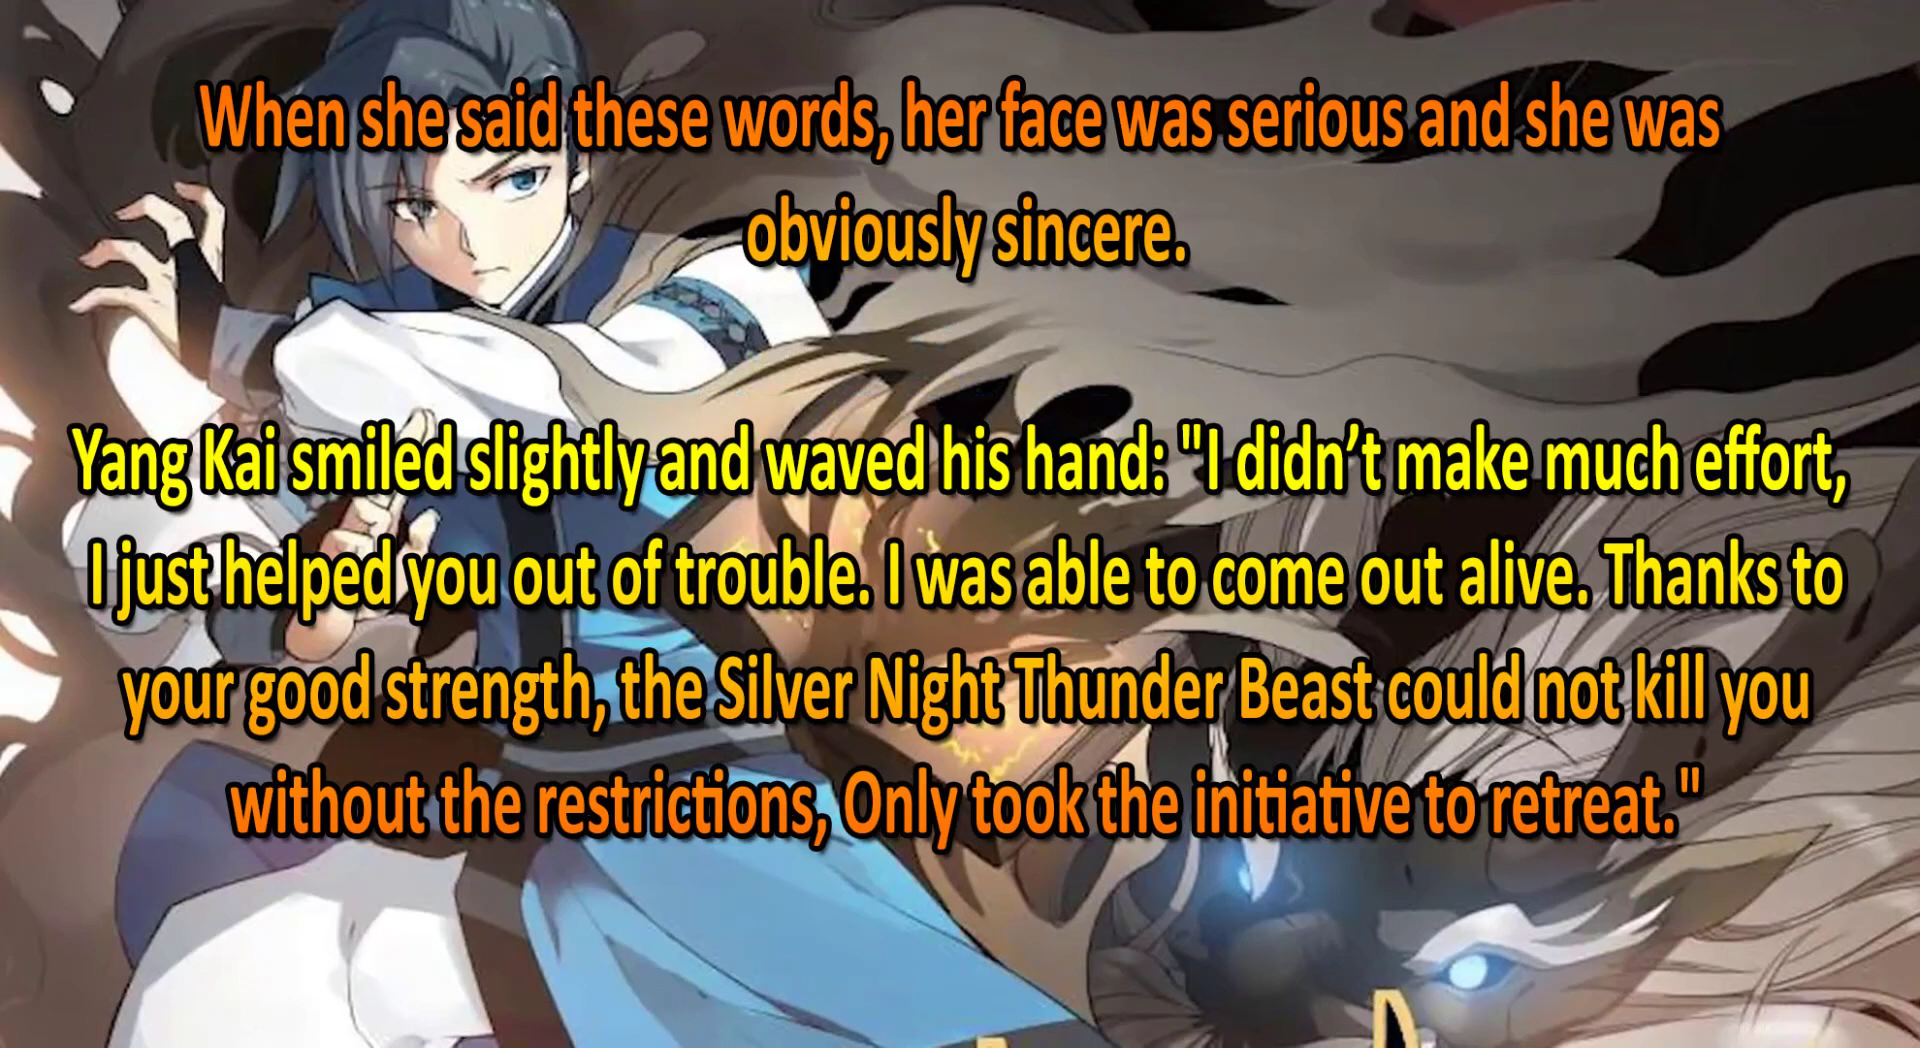 When she said these words, her face was serious and she was
obviously sincere.
Yang Kai smiled slightly and waved his hand: "I didn’t make much effort,
I just helped you out of trouble. I was able to come out alive. Thanks to
your good strength, the Silver Night Thunder Beast could not kill you
without the restrictions, Only took the initiative to retreat."